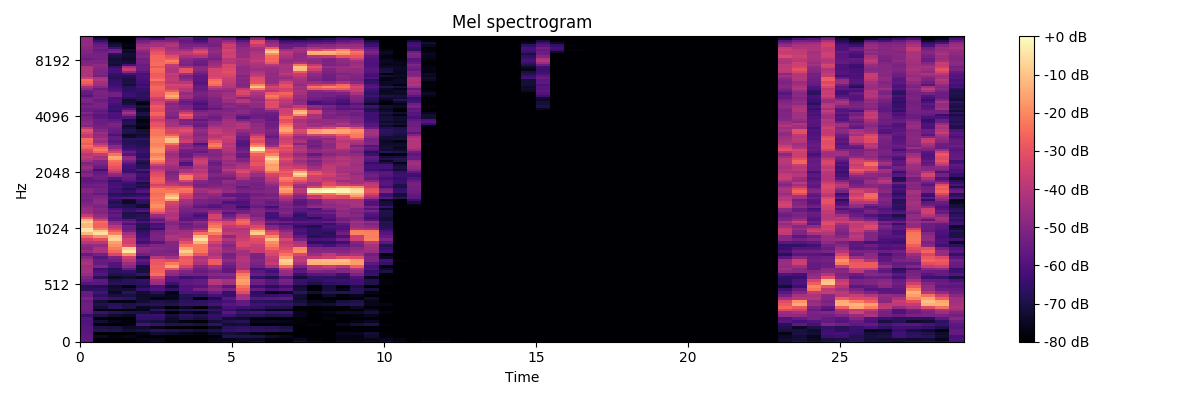 Mel spectrogram
+0 dB
8192
-10 dB
-20 dB
4096
-30 dB
2048
Hz
-40 dB
1024
-50 dB
-60 dB
512
-70 dB
0
-80 dB
0 5 10 15 20 25
Time